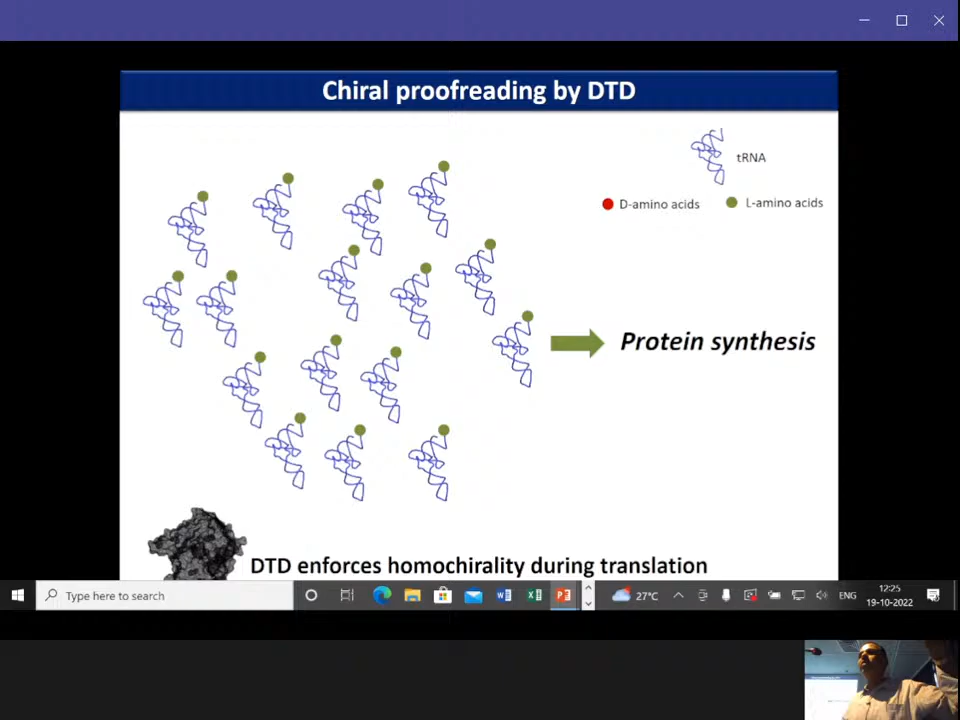 Chiral proofreading by DTD
tRNA
D-amino acids
L-amino acids
Protein synthesis
DTD enforces homochirality during translation
Type here to search
27°C
ENG
12:25
19-10-2022